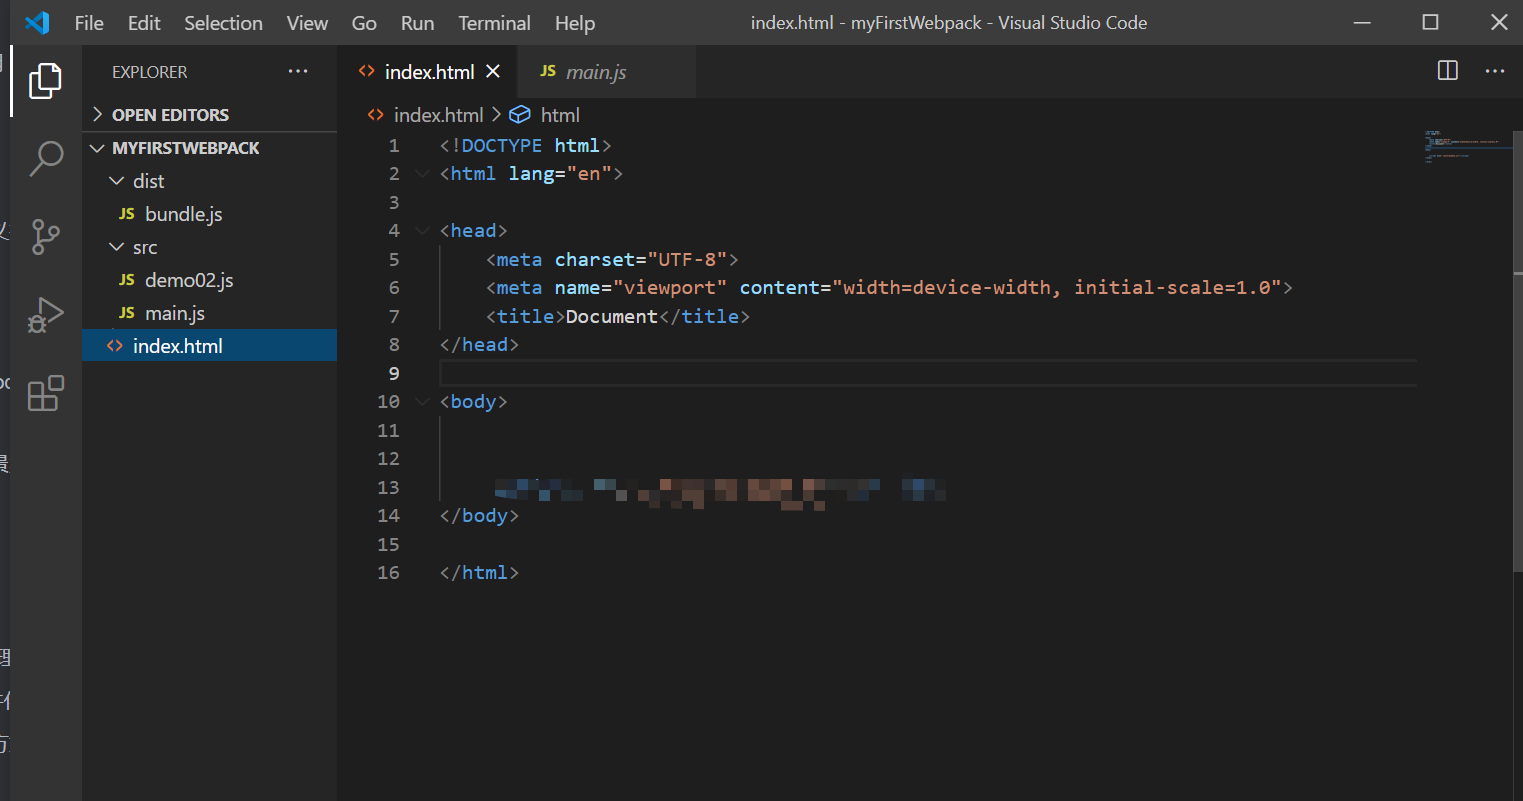 File Edit Selection View Go Run Terminal Help index.html - myFirstWebpack - Visual Studio Code
EXPLORER
OPEN EDITORS
MYFIRSTWEBPACK
dist
JS bundle.js
src
JS demo02.js
JS main.js
<> index.html
<> index.html JS main.js
<> index.html > html
1 <!DOCTYPE html>
2 <html lang="en">
3
4 <head>
5 <meta charset="UTF-8">
6 <meta name="viewport" content="width=device-width, initial-scale=1.0">
7 <title>Document</title>
8 </head>
9
10 <body>
11
12
13
14 </body>
15
16 </html>